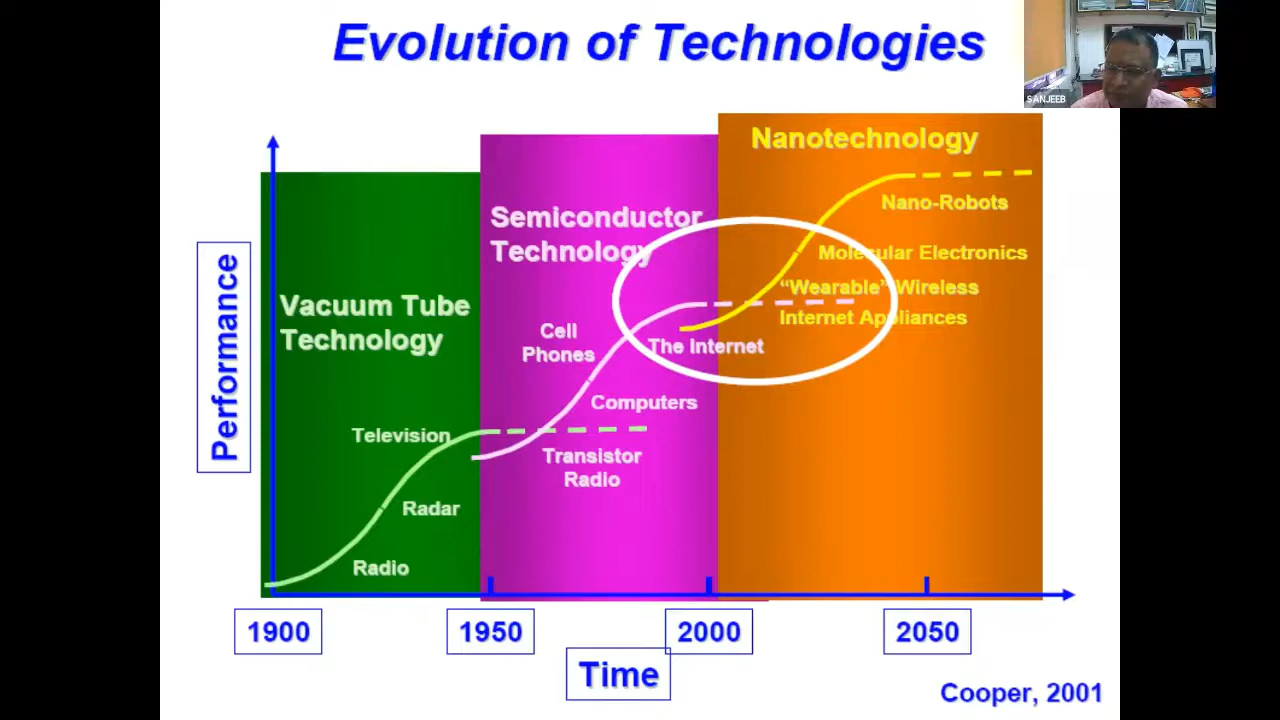 Evolution of Technologies
SANJEEB
Nanotechnology
Nano-Robots
Molecular Electronics
“Wearable” Wireless
Internet Appliances
Semiconductor
Technology
Cell
Phones
The Internet
Computers
Transistor
Radio
Vacuum Tube
Technology
Television
Radar
Radio
Performance
1900
1950
2000
2050
Time
Cooper, 2001